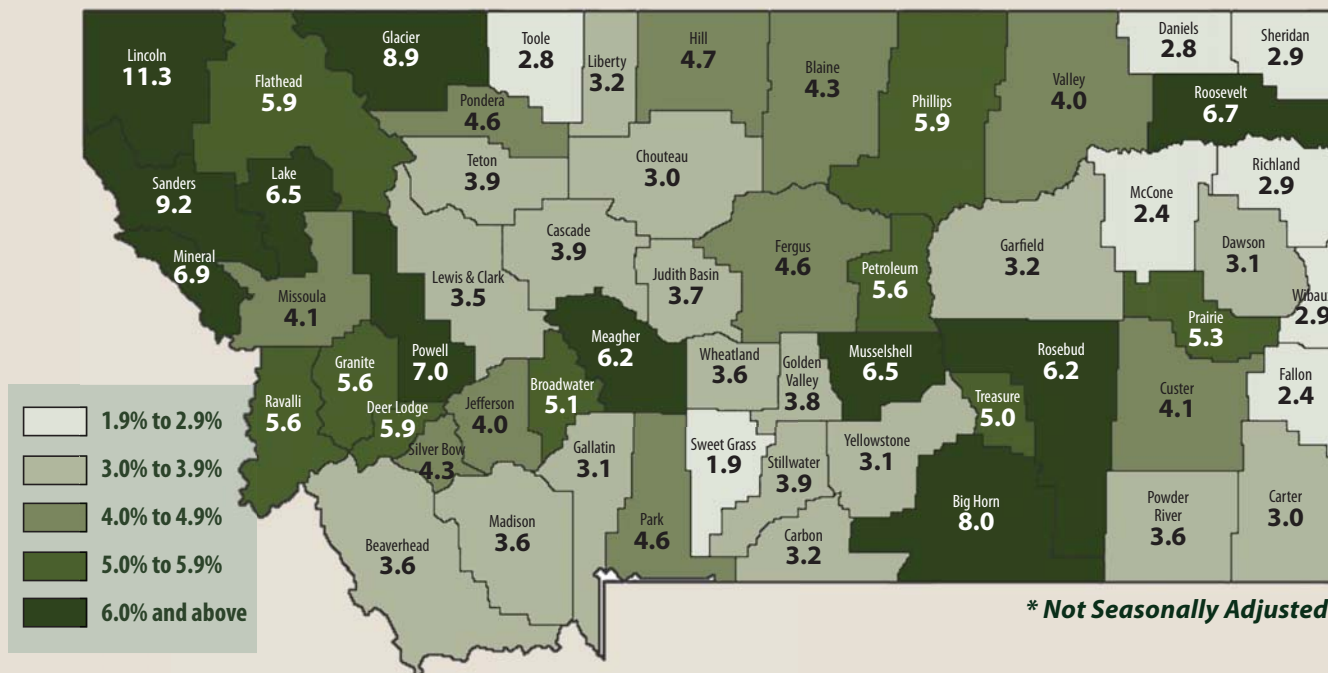 Lincoln
11.3
Flathead
5.9
Glacier
8.9
Toole
2.8
Liberty
3.2
Hill
4.7
Blaine
4.3
Phillips
5.9
Valley
4.0
Daniels
2.8
Sheridan
2.9
Roosevelt
6.7
Pondera
4.6
Teton
3.9
Chouteau
3.0
Sanders
9.2
Lake
6.5
McCone
2.4
Richland
2.9
Mineral
6.9
Missoula
4.1
Lewis & Clark
3.5
Cascade
3.9
Judith Basin
3.7
Fergus
4.6
Petroleum
5.6
Garfield
3.2
Dawson
3.1
Wibau
2.9
Prairie
5.3
Powell
7.0
Granite
5.6
Ravalli
5.6
Deer Lodge
5.9
Silver Bow
4.3
Jefferson
4.0
Broadwater
5.1
Meagher
6.2
Wheatland
3.6
Golden
Valley
3.8
Musselshell
6.5
Rosebud
6.2
Treasure
5.0
Custer
4.1
Fallon
2.4
Gallatin
3.1
Sweet Grass
1.9
Stillwater
3.9
Yellowstone
3.1
Big Horn
8.0
Powder
River
3.6
Carter
3.0
Beaverhead
3.6
Madison
3.6
Park
4.6
Carbon
3.2
1.9% to 2.9%
3.0% to 3.9%
4.0% to 4.9%
5.0% to 5.9%
6.0% and above
* Not Seasonally Adjusted